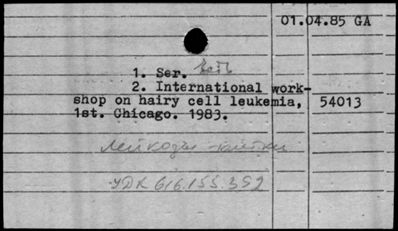 01.04.85 GA
1. Ser.
2. International work-
shop on hairy cell leukemia, 54013
1st. Chicago. 1983.
УДК 616.155.392